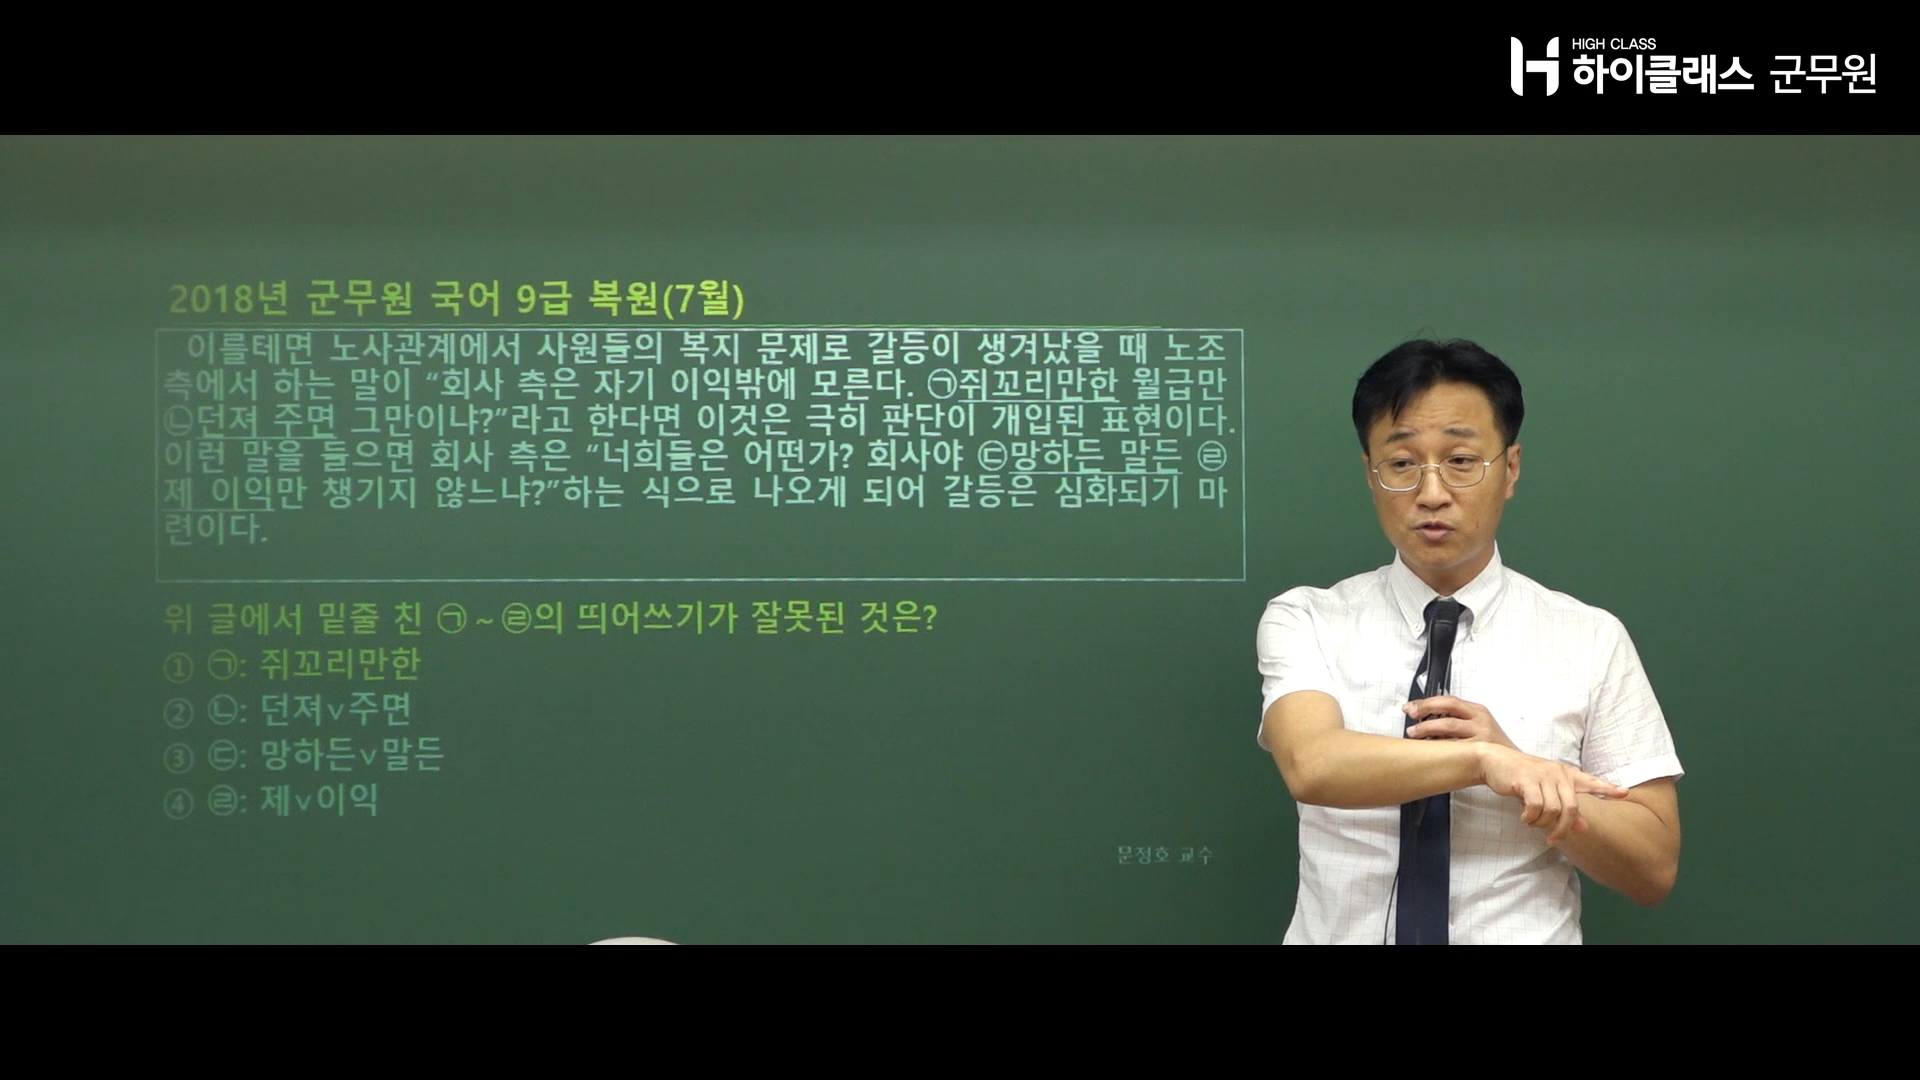 HIGH CLASS
하이클래스 군무원
2018년 군무원 국어 9급 복원(7월)
이를테면 노사관계에서 사원들의 복지 문제로 갈등이 생겨났을 때 노조
측에서 하는 말이 “회사 측은 자기 이익밖에 모른다. ㉠쥐꼬리만한 월급만
㉡던져 주면 그만이냐?”라고 한다면 이것은 극히 판단이 개입된 표현이다.
이런 말을 들으면 회사 측은 “너희들은 어떤가? 회사야 ㉢망하든 말든 ㉣
제 이익만 챙기지 않느냐?”하는 식으로 나오게 되어 갈등은 심화되기 마
련이다.
위 글에서 밑줄 친 ㉠~㉣의 띄어쓰기가 잘못된 것은?
① ㉠: 쥐꼬리만한
② ㉡: 던져∨주면
③ ㉢: 망하든∨말든
④ ㉣: 제∨이익
문정호 교수